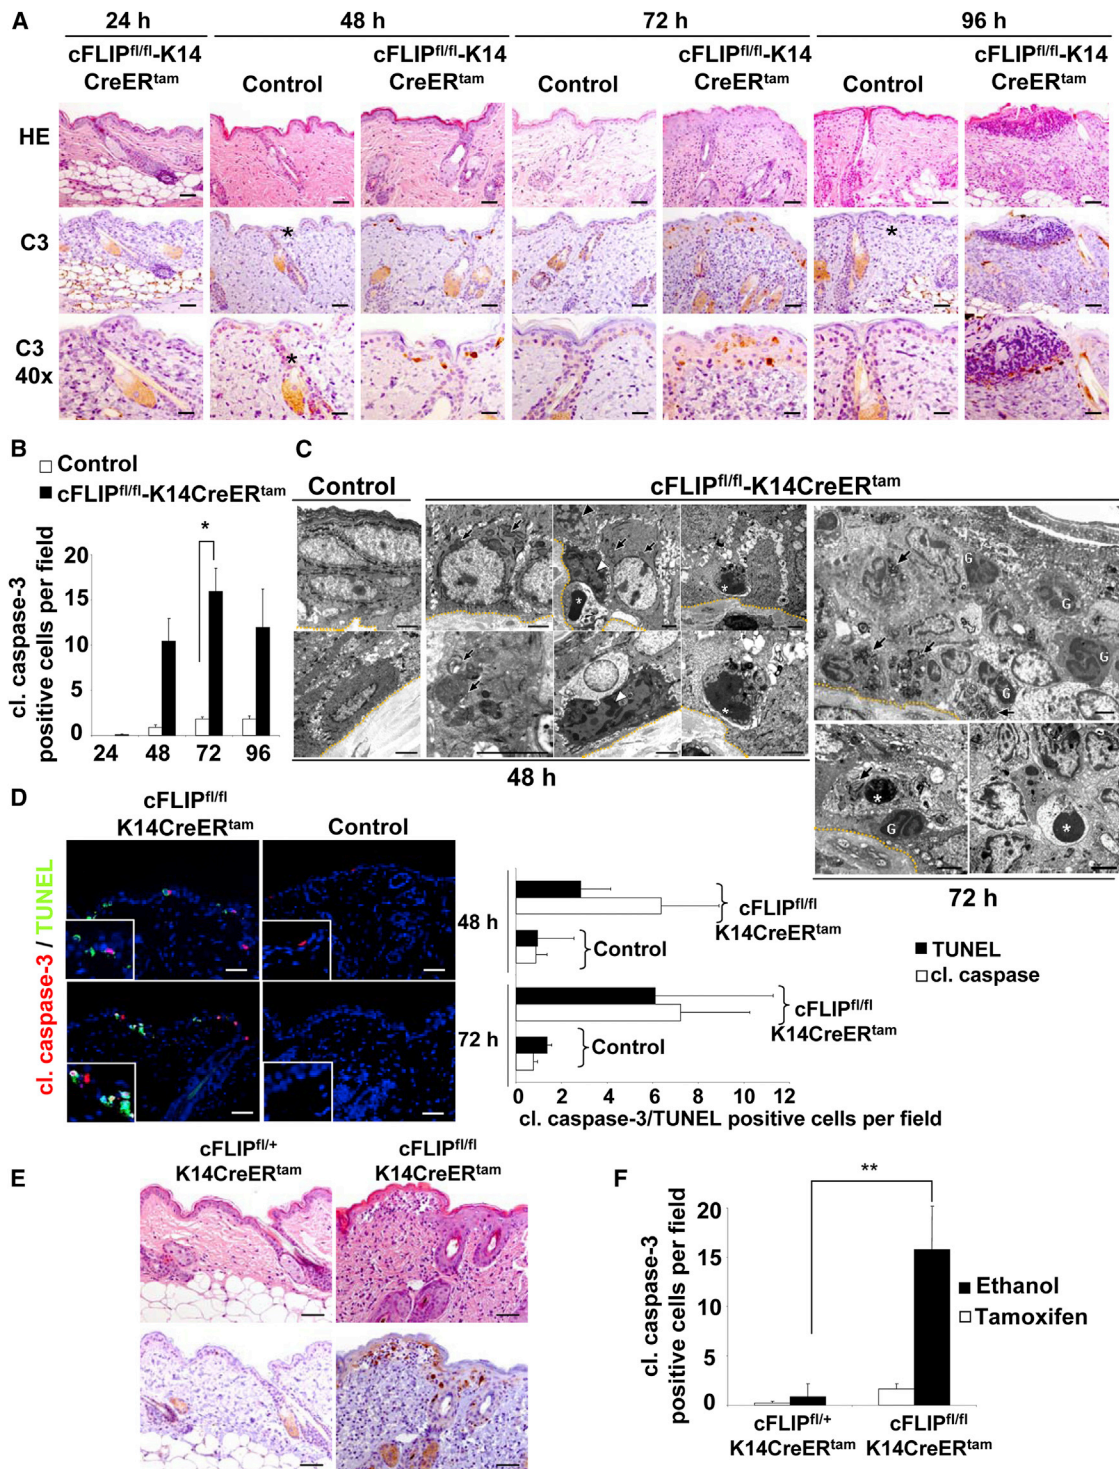 A
24 h
48 h
72 h
96 h
cFLIPfl/fl-K14
CreERtam
Control
cFLIPfl/fl-K14
CreERtam
Control
cFLIPfl/fl-K14
CreERtam
Control
cFLIPfl/fl-K14
CreERtam
HE
C3
*
*
C3
40x
*
B
Control
cFLIPfl/fl-K14CreERtam
cl. caspase-3
positive cells per field
20
15
10
5
0
*
24 48 72 96
C
Control
cFLIPfl/fl-K14CreERtam
*
*
*
G
G
G
G
48 h
*
G
*
72 h
D
cFLIPfl/fl
K14CreERtam
Control
cl. caspase-3 / TUNEL
48 h
72 h
cFLIPfl/fl
K14CreERtam
Control
cFLIPfl/fl
K14CreERtam
Control
TUNEL
cl. caspase
0 2 4 6 8 10 12
cl. caspase-3/TUNEL positive cells per field
E
cFLIPfl/+
K14CreERtam
cFLIPfl/fl
K14CreERtam
F
**
cl. caspase-3
positive cells per field
20
15
10
5
0
Ethanol
Tamoxifen
cFLIPfl/+
K14CreERtam
cFLIPfl/fl
K14CreERtam